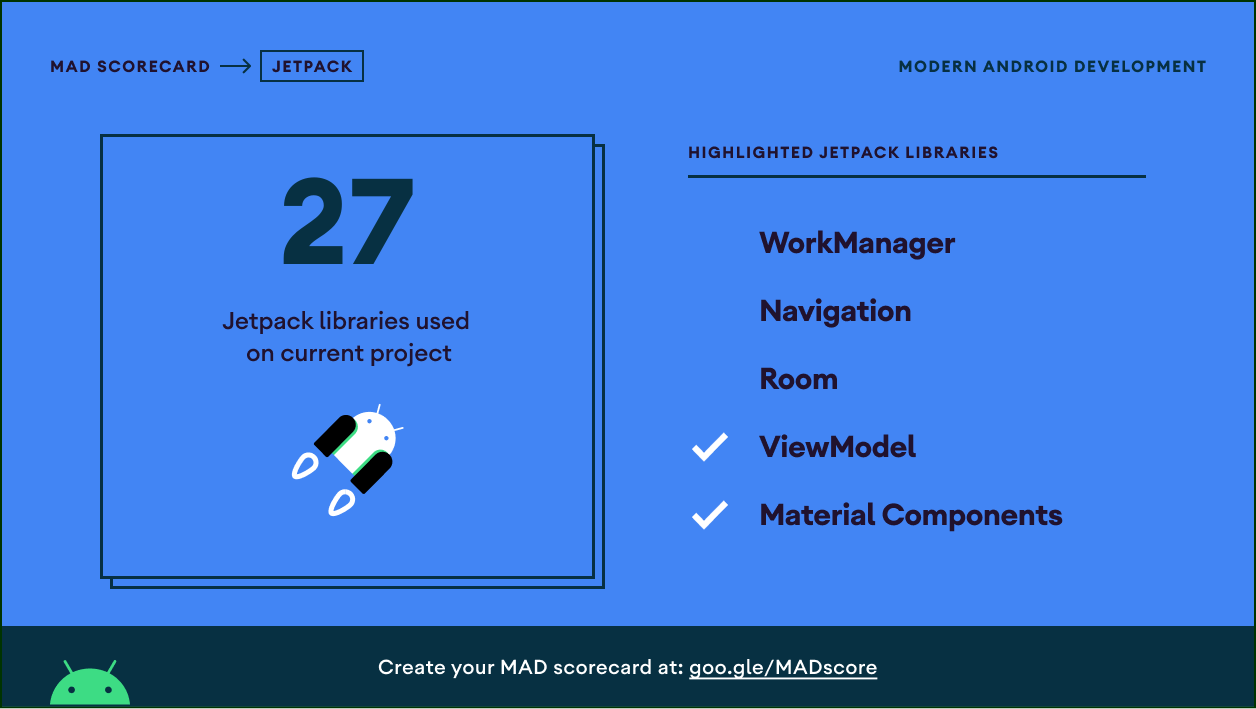 MAD SCORECARD → JETPACK
MODERN ANDROID DEVELOPMENT
27
Jetpack libraries used
on current project
HIGHLIGHTED JETPACK LIBRARIES
WorkManager
Navigation
Room
ViewModel
Material Components
Create your MAD scorecard at: goo.gle/MADscore